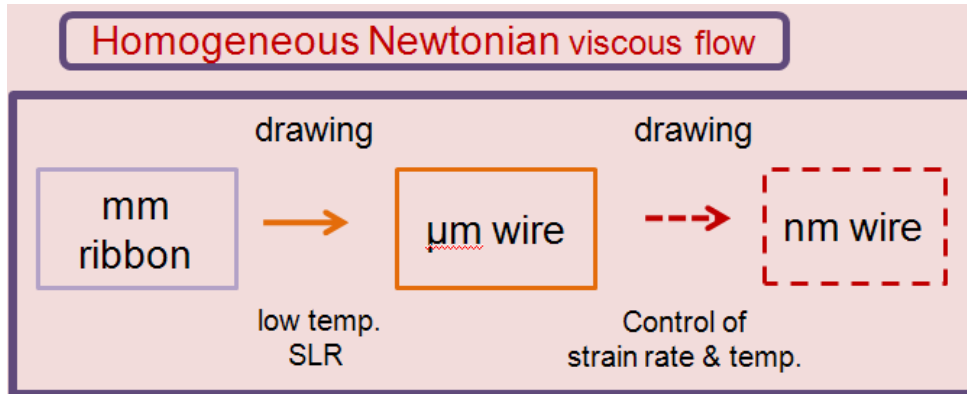 Homogeneous Newtonian viscous flow
drawing
drawing
mm
ribbon
µm wire
nm wire
low temp.
SLR
Control of
strain rate & temp.